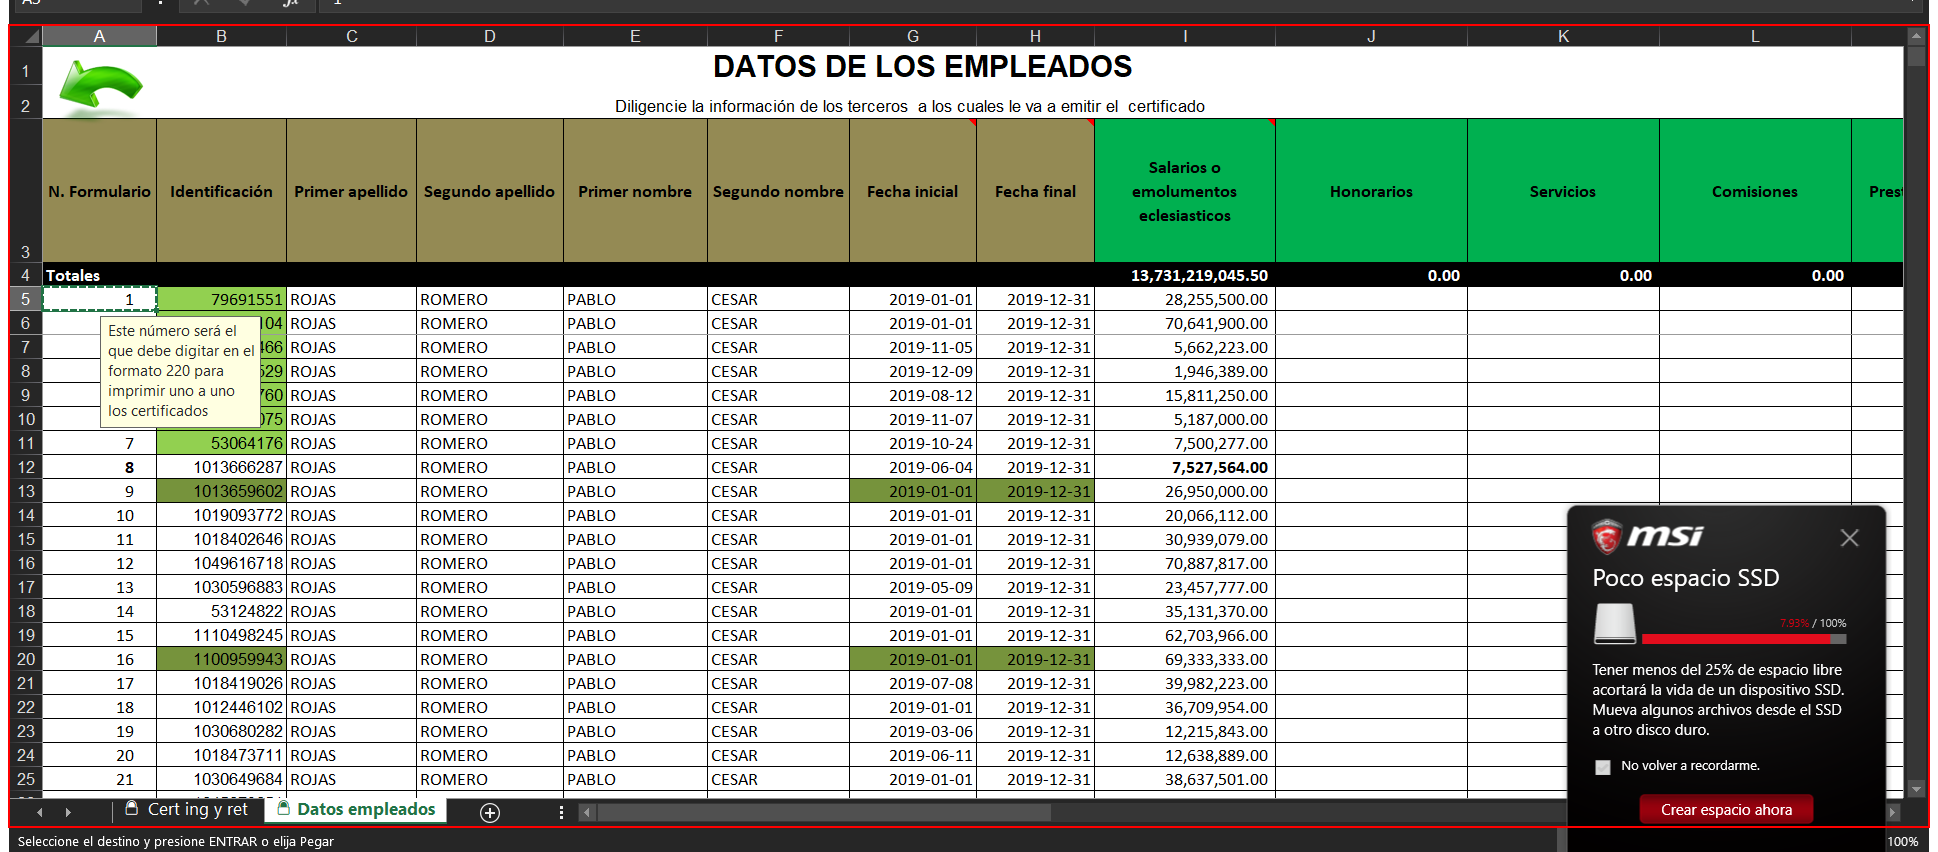 A B C D E F G H I J K L
1 DATOS DE LOS EMPLEADOS
2 Diligencie la información de los terceros a los cuales le va a emitir el certificado
3 N. Formulario Identificación Primer apellido Segundo apellido Primer nombre Segundo nombre Fecha inicial Fecha final Salarios o emolumentos eclesiasticos Honorarios Servicios Comisiones Prest
4 Totales 13,731,219,045.50 0.00 0.00 0.00
5 1 79691551 ROJAS ROMERO PABLO CESAR 2019-01-01 2019-12-31 28,255,500.00
6 104 ROJAS ROMERO PABLO CESAR 2019-01-01 2019-12-31 70,641,900.00
7 466 ROJAS ROMERO PABLO CESAR 2019-11-05 2019-12-31 5,662,223.00
8 529 ROJAS ROMERO PABLO CESAR 2019-12-09 2019-12-31 1,946,389.00
9 760 ROJAS ROMERO PABLO CESAR 2019-08-12 2019-12-31 15,811,250.00
10 075 ROJAS ROMERO PABLO CESAR 2019-11-07 2019-12-31 5,187,000.00
Este número será el
que debe digitar en el
formato 220 para
imprimir uno a uno
los certificados
11 7 53064176 ROJAS ROMERO PABLO CESAR 2019-10-24 2019-12-31 7,500,277.00
12 8 1013666287 ROJAS ROMERO PABLO CESAR 2019-06-04 2019-12-31 7,527,564.00
13 9 1013659602 ROJAS ROMERO PABLO CESAR 2019-01-01 2019-12-31 26,950,000.00
14 10 1019093772 ROJAS ROMERO PABLO CESAR 2019-01-01 2019-12-31 20,066,112.00
15 11 1018402646 ROJAS ROMERO PABLO CESAR 2019-01-01 2019-12-31 30,939,079.00
16 12 1049616718 ROJAS ROMERO PABLO CESAR 2019-01-01 2019-12-31 70,887,817.00
17 13 1030596883 ROJAS ROMERO PABLO CESAR 2019-05-09 2019-12-31 23,457,777.00
18 14 53124822 ROJAS ROMERO PABLO CESAR 2019-01-01 2019-12-31 35,131,370.00
19 15 1110498245 ROJAS ROMERO PABLO CESAR 2019-01-01 2019-12-31 62,703,966.00
20 16 1100959943 ROJAS ROMERO PABLO CESAR 2019-01-01 2019-12-31 69,333,333.00
21 17 1018419026 ROJAS ROMERO PABLO CESAR 2019-07-08 2019-12-31 39,982,223.00
22 18 1012446102 ROJAS ROMERO PABLO CESAR 2019-01-01 2019-12-31 36,709,954.00
23 19 1030680282 ROJAS ROMERO PABLO CESAR 2019-03-06 2019-12-31 12,215,843.00
24 20 1018473711 ROJAS ROMERO PABLO CESAR 2019-06-11 2019-12-31 12,638,889.00
25 21 1030649684 ROJAS ROMERO PABLO CESAR 2019-01-01 2019-12-31 38,637,501.00
msi
Poco espacio SSD
7.93% / 100%
Tener menos del 25% de espacio libre
acortará la vida de un dispositivo SSD.
Mueva algunos archivos desde el SSD
a otro disco duro.
No volver a recordarme.
Crear espacio ahora
Cert ing y ret Datos empleados
Seleccione el destino y presione ENTRAR o elija Pegar 100%